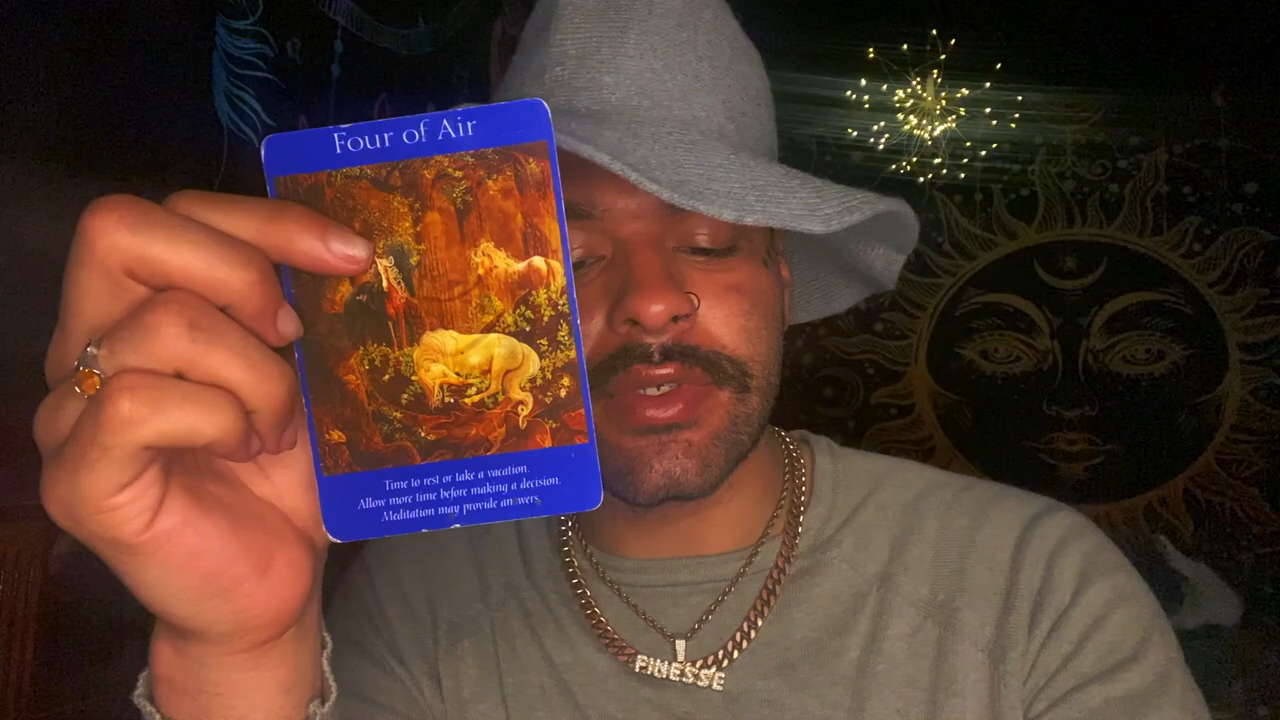 Four of Air
Time to rest or take a vacation.
Allow more time before making a decision.
Meditation may provide answers.
FINESSE